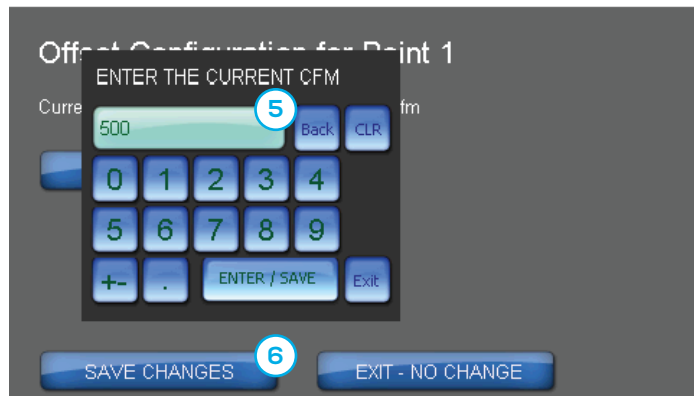 Offset Configuration for Point 1
ENTER THE CURRENT CFM
Curre
fm
500
5
Back
CLR
0 1 2 3 4
5 6 7 8 9
+- . ENTER / SAVE Exit
6
SAVE CHANGES
EXIT - NO CHANGE